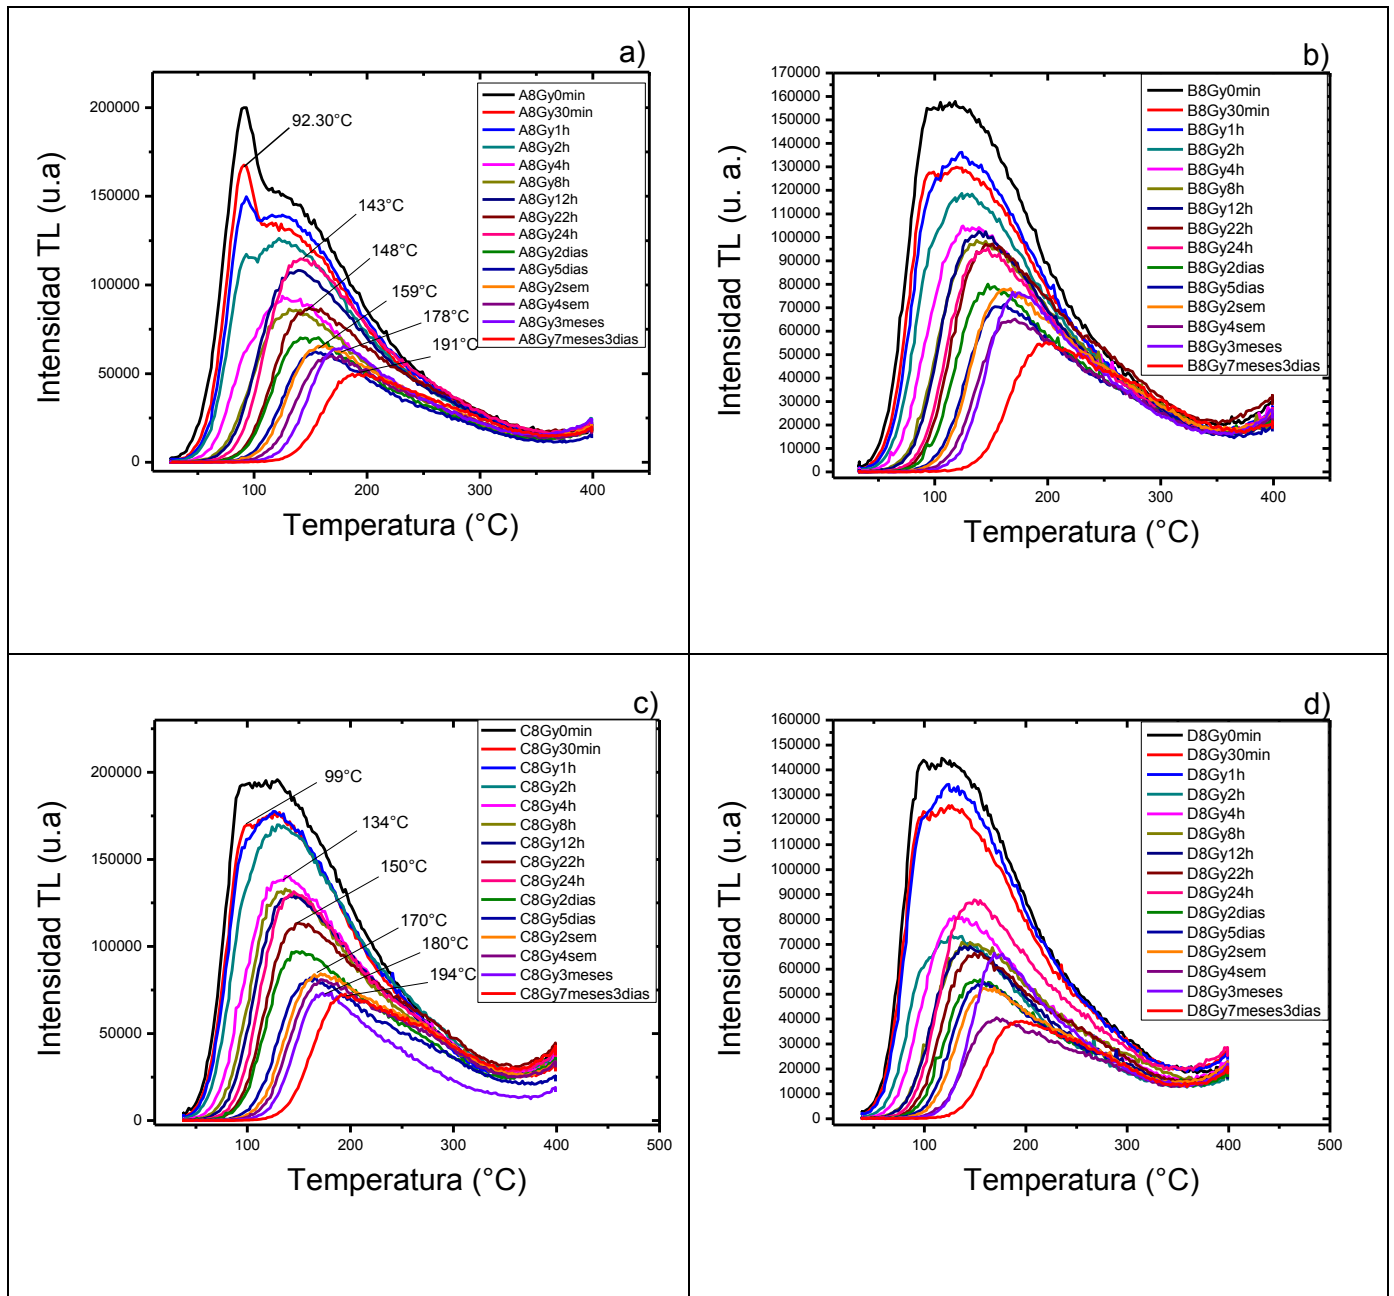 a)
Intensidad TL (u.a)
200000
150000
100000
50000
0
100
200
300
400
Temperatura (°C)
92.30°C
143°C
148°C
159°C
178°C
191°C
A8Gy0min
A8Gy30min
A8Gy1h
A8Gy2h
A8Gy4h
A8Gy8h
A8Gy12h
A8Gy22h
A8Gy24h
A8Gy2dias
A8Gy5dias
A8Gy2sem
A8Gy4sem
A8Gy3meses
A8Gy7meses3dias
b)
Intensidad TL (u. a.)
170000
160000
150000
140000
130000
120000
110000
100000
90000
80000
70000
60000
50000
40000
30000
20000
10000
0
100
200
300
400
Temperatura (°C)
B8Gy0min
B8Gy30min
B8Gy1h
B8Gy2h
B8Gy4h
B8Gy8h
B8Gy12h
B8Gy22h
B8Gy24h
B8Gy2dias
B8Gy5dias
B8Gy2sem
B8Gy4sem
B8Gy3meses
B8Gy7meses3dias
c)
Intensidad TL (u.a)
200000
150000
100000
50000
0
100
200
300
400
500
Temperatura (°C)
99°C
134°C
150°C
170°C
180°C
194°C
C8Gy0min
C8Gy30min
C8Gy1h
C8Gy2h
C8Gy4h
C8Gy8h
C8Gy12h
C8Gy22h
C8Gy24h
C8Gy2dias
C8Gy5dias
C8Gy2sem
C8Gy4sem
C8Gy3meses
C8Gy7meses3dias
d)
Intensidad TL (u.a)
160000
150000
140000
130000
120000
110000
100000
90000
80000
70000
60000
50000
40000
30000
20000
10000
0
100
200
300
400
500
Temperatura (°C)
D8Gy0min
D8Gy30min
D8Gy1h
D8Gy2h
D8Gy4h
D8Gy8h
D8Gy12h
D8Gy22h
D8Gy24h
D8Gy2dias
D8Gy5dias
D8Gy2sem
D8Gy4sem
D8Gy3meses
D8Gy7meses3dias